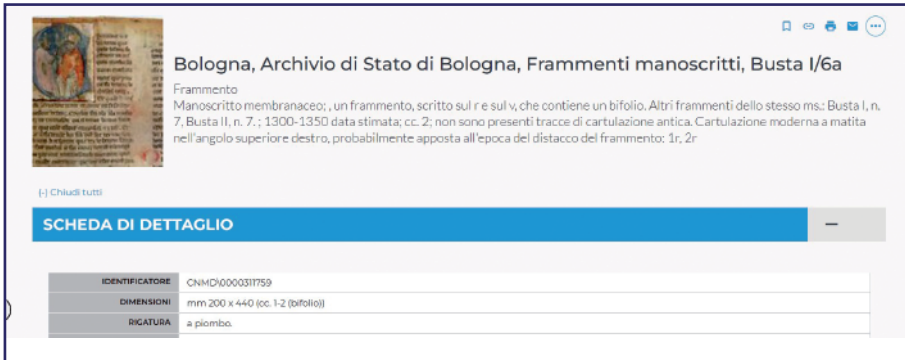 Bologna, Archivio di Stato di Bologna, Frammenti manoscritti, Busta I/6a
Frammento
Manoscritto membranaceo; , un frammento, scritto sul r e sul v, che contiene un bifolio. Altri frammenti dello stesso ms.: Busta I, n.
7, Busta II, n. 7. ; 1300-1350 data stimata; cc. 2; non sono presenti tracce di cartulazione antica. Cartulazione moderna a matita
nell'angolo superiore destro, probabilmente apposta all'epoca del distacco del frammento: 1r, 2r
(-) Chiudi tutti
SCHEDA DI DETTAGLIO
IDENTIFICATORE CNMD\0000311759
DIMENSIONI mm 200 x 440 (cc. 1-2 (bifolio))
RIGATURA a piombo.